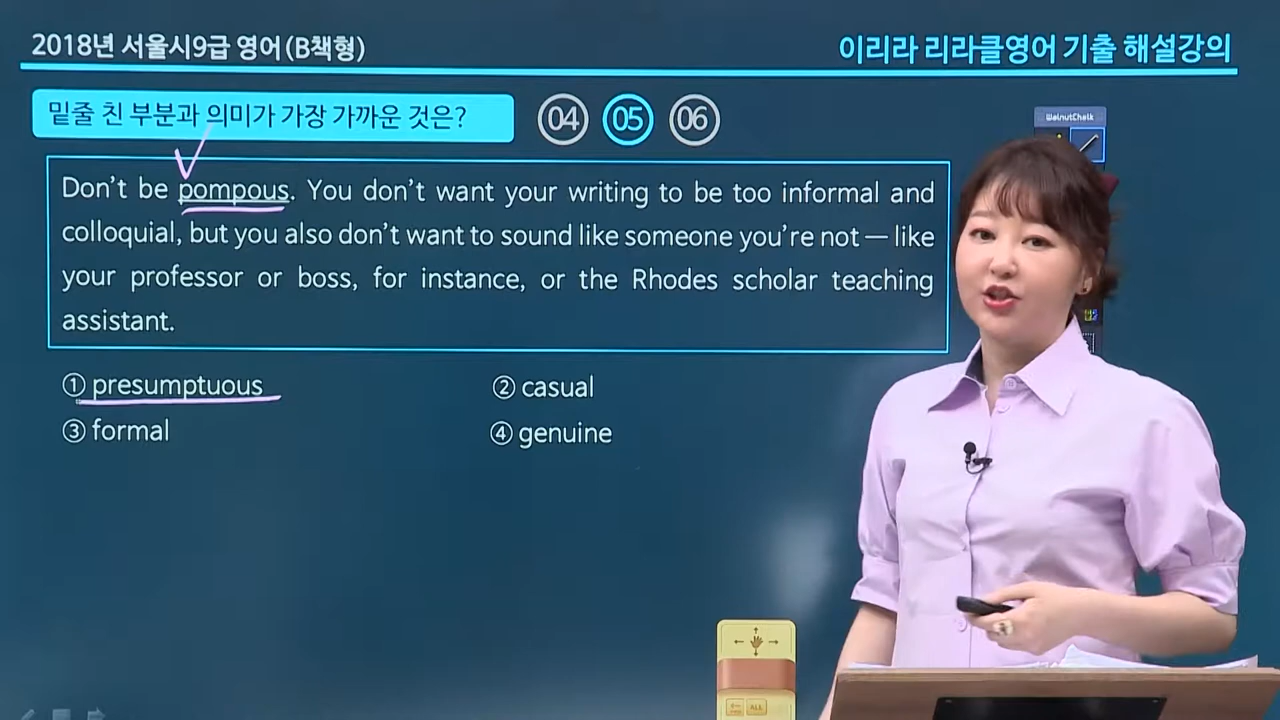 2018년 서울시9급 영어(B책형)
이리라 리라클영어 기출 해설강의
밑줄 친 부분과 의미가 가장 가까운 것은?
04 05 06
WalnutChalk
Don't be pompous. You don't want your writing to be too informal and
colloquial, but you also don't want to sound like someone you're not — like
your professor or boss, for instance, or the Rhodes scholar teaching
assistant.
① presumptuous ② casual
③ formal ④ genuine
ALL